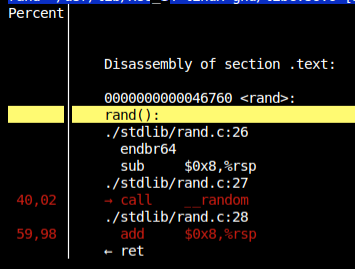 Percent
Disassembly of section .text:
0000000000046760 <rand>:
rand():
./stdlib/rand.c:26
endbr64
sub $0x8,%rsp
./stdlib/rand.c:27
40,02 → call __random
./stdlib/rand.c:28
59,98 add $0x8,%rsp
← ret